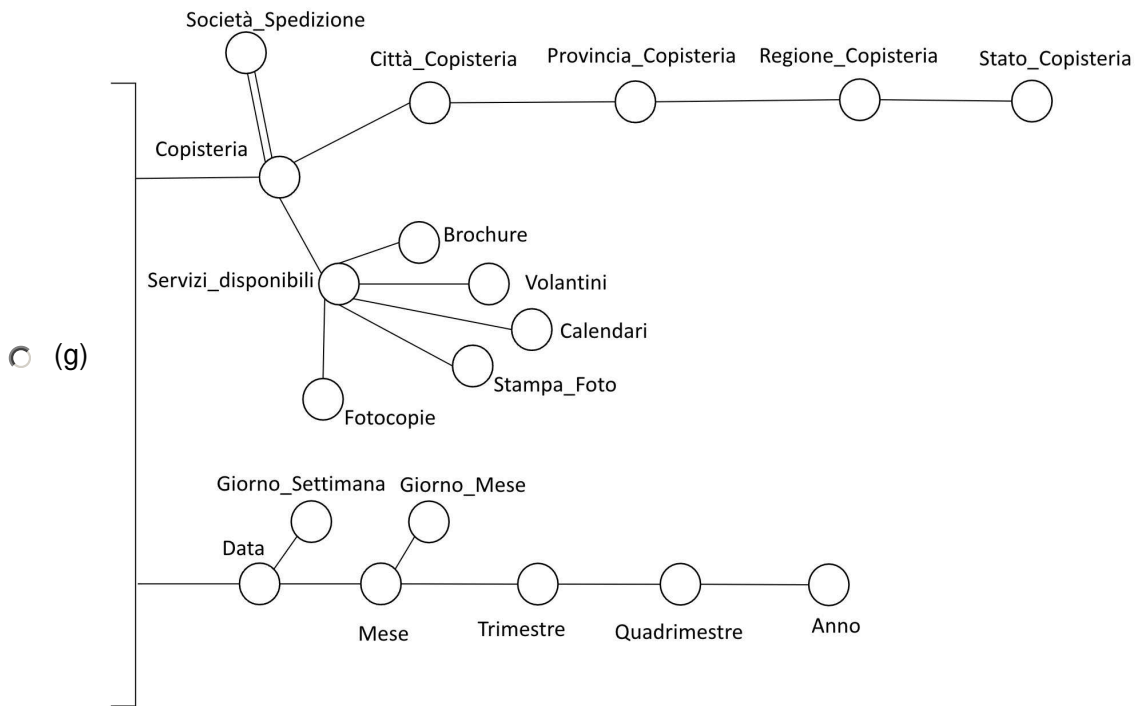 Società_Spedizione
Città_Copisteria
Provincia_Copisteria
Regione_Copisteria
Stato_Copisteria
Copisteria
Brochure
Servizi_disponibili
Volantini
Calendari
(g)
Stampa_Foto
Fotocopie
Giorno_Settimana
Giorno_Mese
Data
Mese
Trimestre
Quadrimestre
Anno